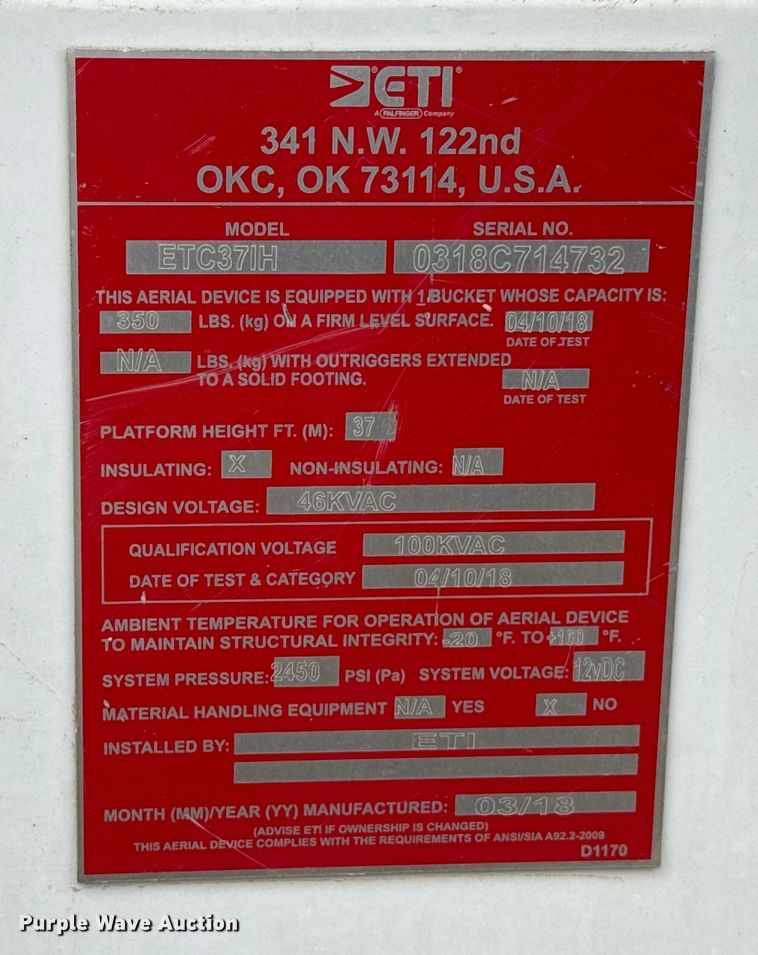 ETI
A PALFINGER Company
341 N.W. 122nd
OKC, OK 73114, U.S.A.
MODEL SERIAL NO.
ETC37IH 0318C714732
THIS AERIAL DEVICE IS EQUIPPED WITH 1 BUCKET WHOSE CAPACITY IS:
350 LBS. (kg) ON A FIRM LEVEL SURFACE. 04/10/18
DATE OF TEST
N/A LBS. (kg) WITH OUTRIGGERS EXTENDED
TO A SOLID FOOTING. N/A
DATE OF TEST
PLATFORM HEIGHT FT. (M): 37
INSULATING: X NON-INSULATING: N/A
DESIGN VOLTAGE: 46KVAC
QUALIFICATION VOLTAGE 100KVAC
DATE OF TEST & CATEGORY 04/10/18
AMBIENT TEMPERATURE FOR OPERATION OF AERIAL DEVICE
TO MAINTAIN STRUCTURAL INTEGRITY: -20 °F. TO +160 °F.
SYSTEM PRESSURE: 2450 PSI (Pa) SYSTEM VOLTAGE: 12vDC
MATERIAL HANDLING EQUIPMENT N/A YES X NO
INSTALLED BY: ETI
MONTH (MM)/YEAR (YY) MANUFACTURED: 03/18
(ADVISE ETI IF OWNERSHIP IS CHANGED)
THIS AERIAL DEVICE COMPLIES WITH THE REQUIREMENTS OF ANSI/SIA A92.2-2009
D1170
Purple Wave Auction